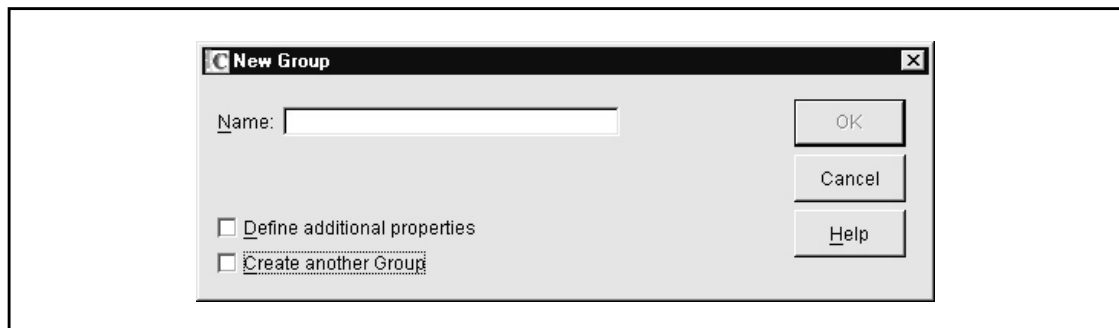 C New Group
Name:
OK
Cancel
Define additional properties
Help
Create another Group